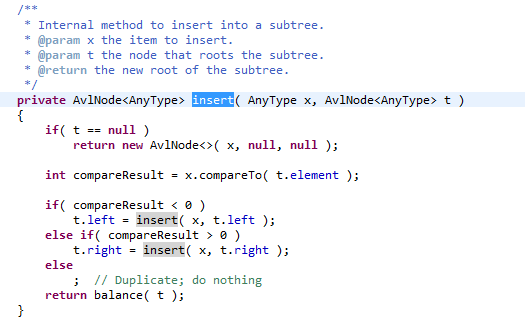 /**
 * Internal method to insert into a subtree.
 * @param x the item to insert.
 * @param t the node that roots the subtree.
 * @return the new root of the subtree.
 */
private AvlNode<AnyType> insert( AnyType x, AvlNode<AnyType> t )
{
    if( t == null )
        return new AvlNode<>( x, null, null );

    int compareResult = x.compareTo( t.element );

    if( compareResult < 0 )
        t.left = insert( x, t.left );
    else if( compareResult > 0 )
        t.right = insert( x, t.right );
    else
        ;  // Duplicate; do nothing
    return balance( t );
}